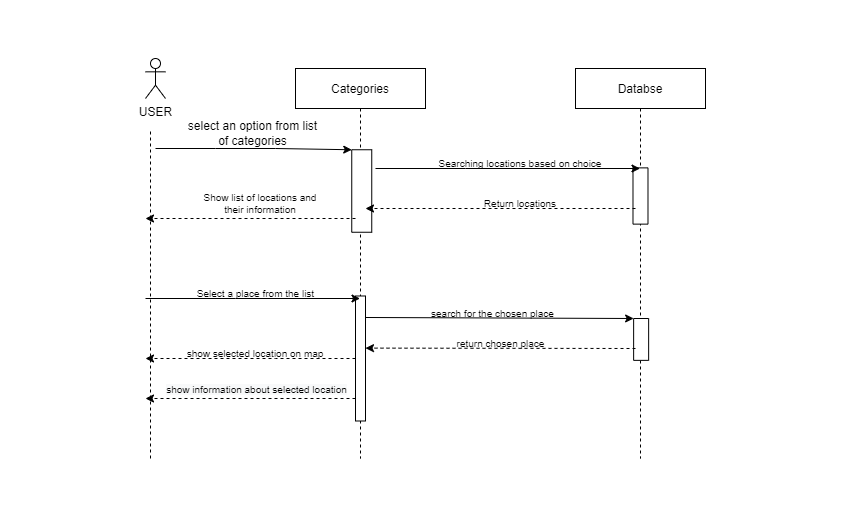 USER
Categories
Databse
select an option from list
of categories
Searching locations based on choice
Show list of locations and
their information
Return locations
Select a place from the list
search for the chosen place
return chosen place
show selected location on map
show information about selected location